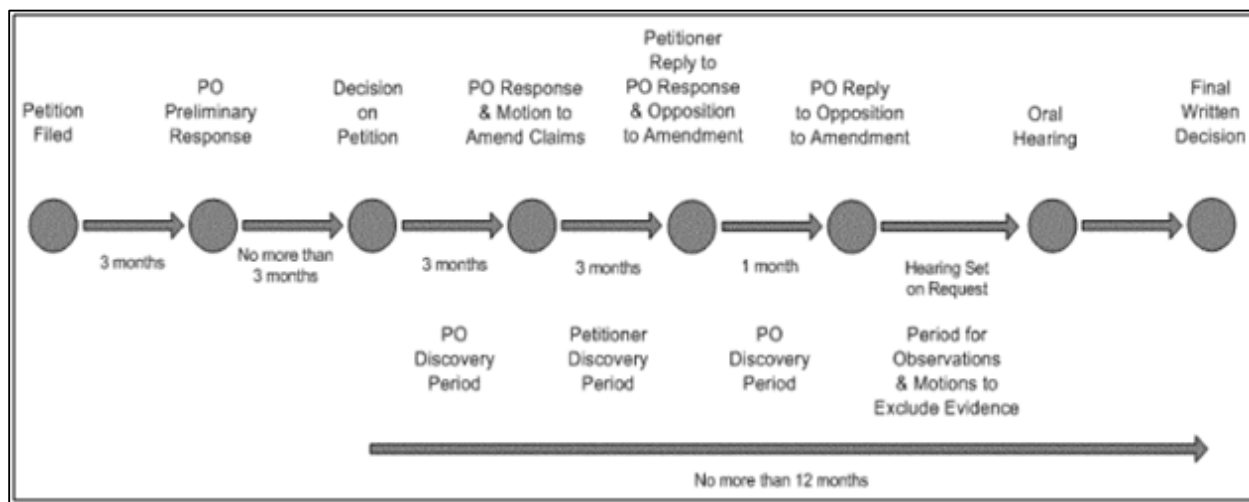 Petition
Filed
PO
Preliminary
Response
Decision
on
Petition
PO Response
& Motion to
Amend Claims
Petitioner
Reply to
PO Response
& Opposition
to Amendment
PO Reply
to Opposition
to Amendment
Oral
Hearing
Final
Written
Decision
3 months
No more than
3 months
3 months
3 months
1 month
Hearing Set
on Request
PO
Discovery
Period
Petitioner
Discovery
Period
PO
Discovery
Period
Period for
Observations
& Motions to
Exclude Evidence
No more than 12 months